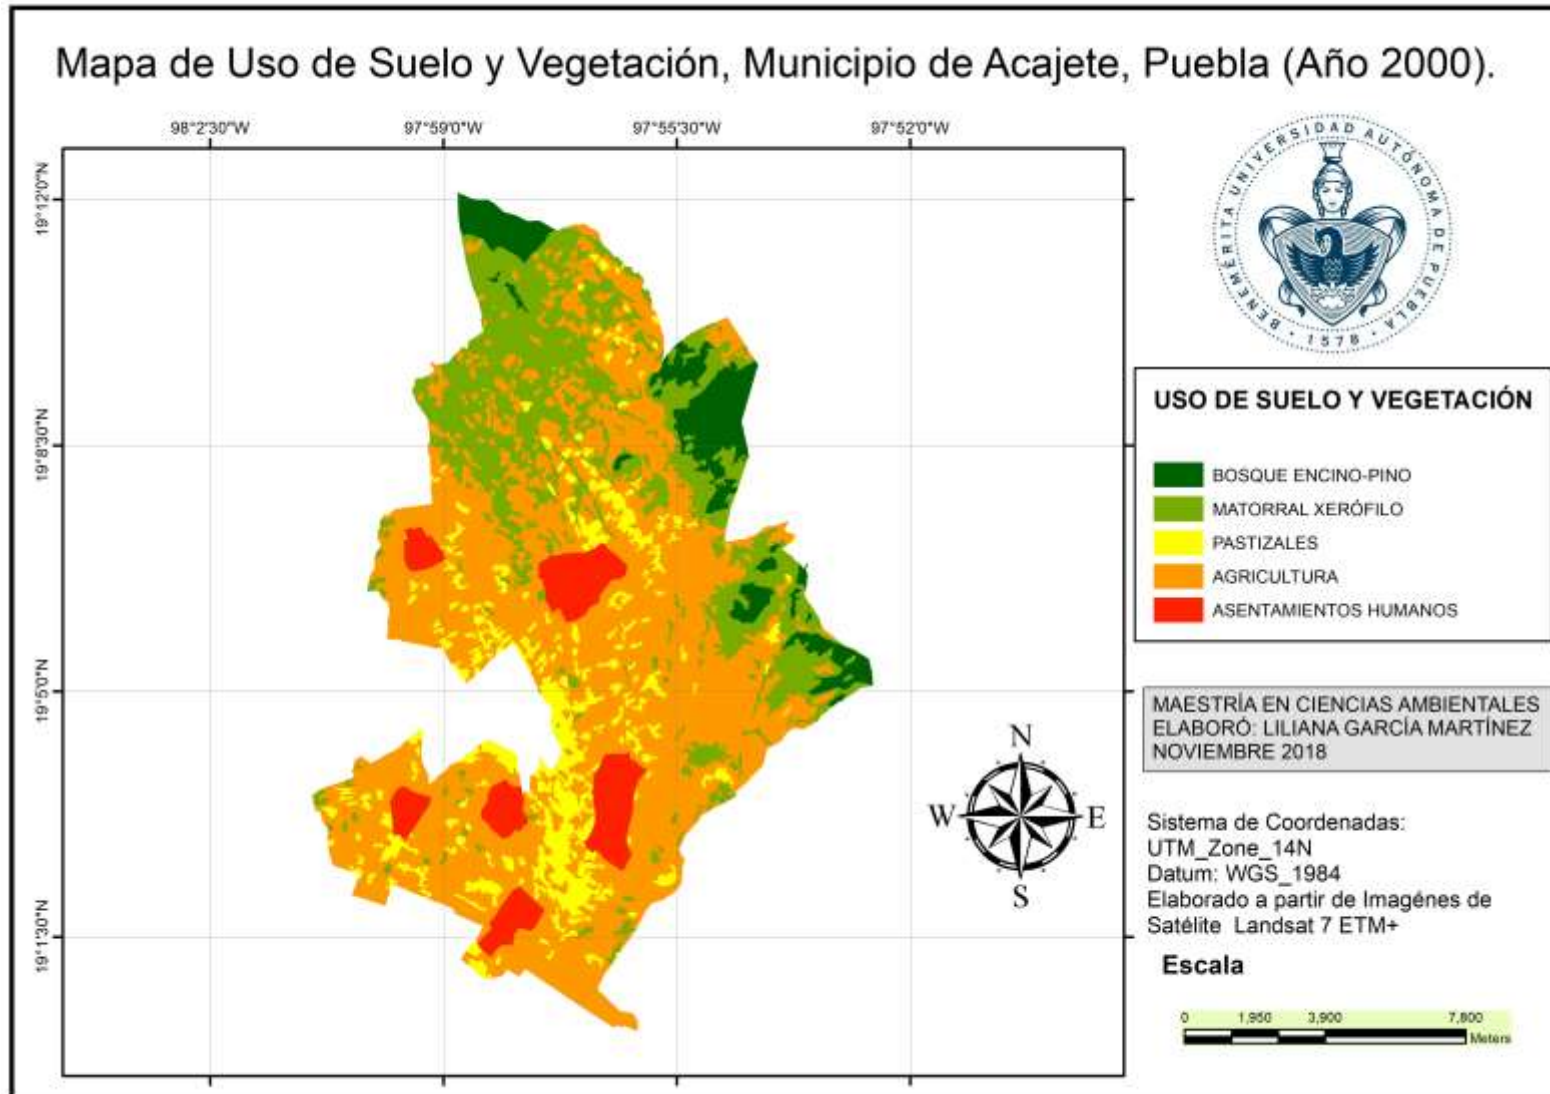 Mapa de Uso de Suelo y Vegetación, Municipio de Acajete, Puebla (Año 2000).
98°2'30"W
97°59'0"W
97°55'30"W
97°52'0"W
19°12'0"N
19°8'30"N
19°5'0"N
19°1'30"N
BENEMÉRITA UNIVERSIDAD AUTÓNOMA DE PUEBLA
1578
USO DE SUELO Y VEGETACIÓN
BOSQUE ENCINO-PINO
MATORRAL XERÓFILO
PASTIZALES
AGRICULTURA
ASENTAMIENTOS HUMANOS
MAESTRÍA EN CIENCIAS AMBIENTALES
ELABORÓ: LILIANA GARCÍA MARTÍNEZ
NOVIEMBRE 2018
N
W E
S
Sistema de Coordenadas:
UTM_Zone_14N
Datum: WGS_1984
Elaborado a partir de Imagénes de
Satélite Landsat 7 ETM+
Escala
0 1,950 3,900 7,800
Meters